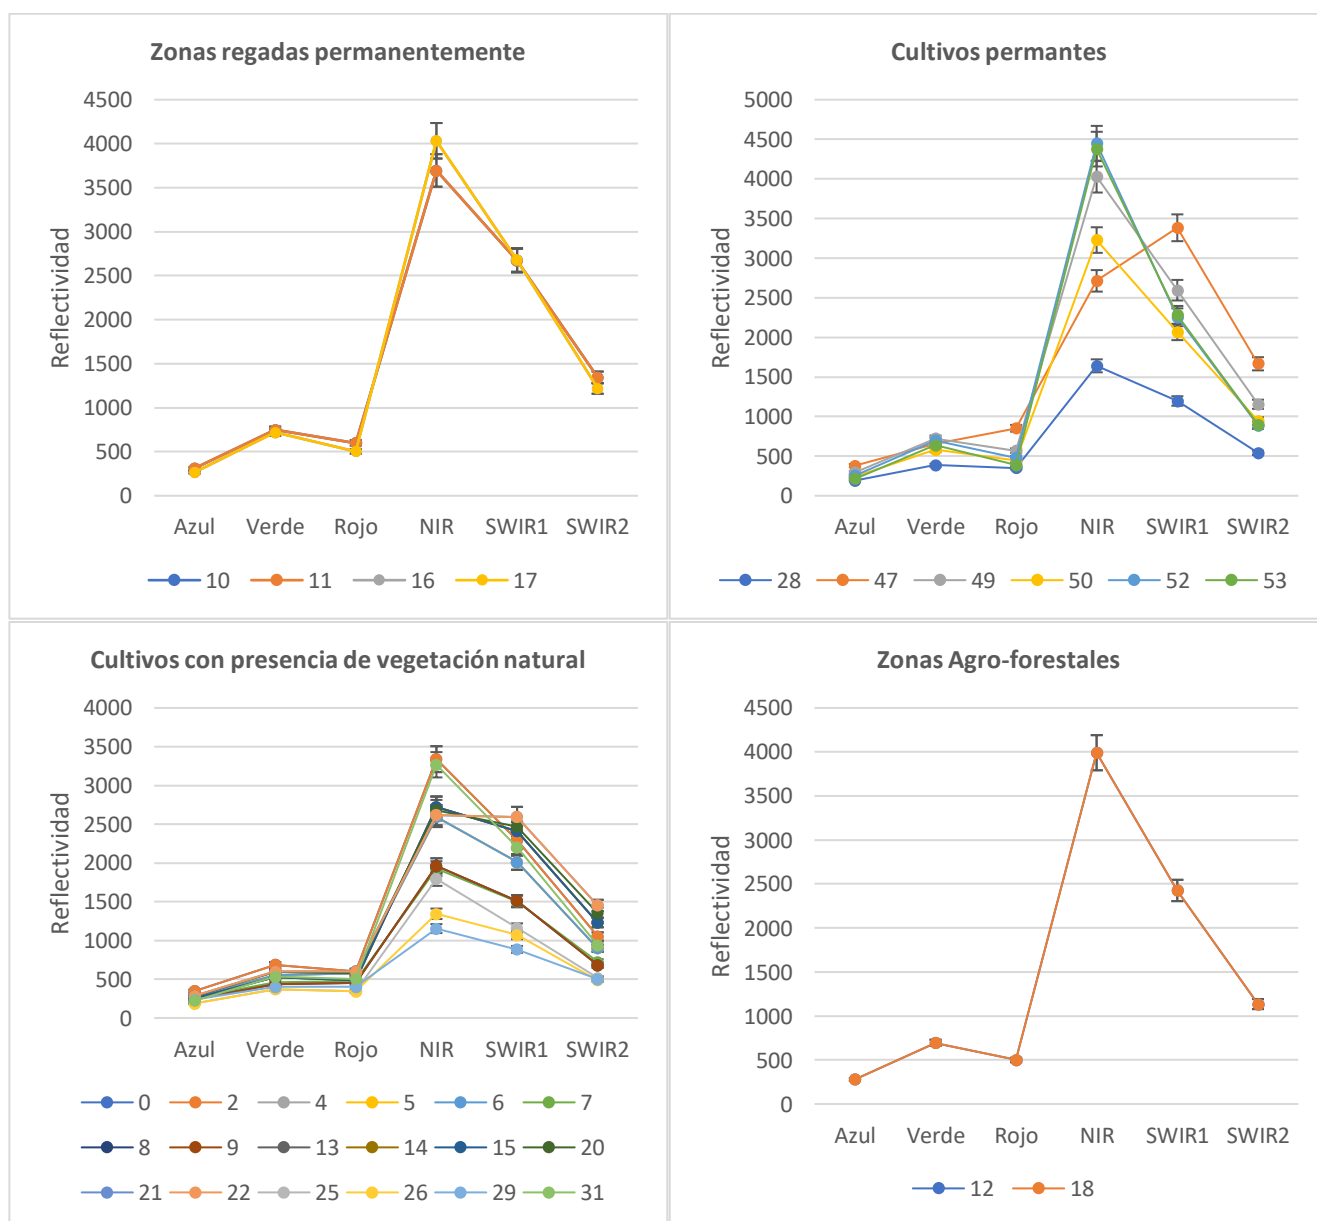 Zonas regadas permanentemente
4500
4000
3500
3000
2500
2000
1500
1000
500
0
Reflectividad
Azul Verde Rojo NIR SWIR1 SWIR2
10 11 16 17
Cultivos permantes
5000
4500
4000
3500
3000
2500
2000
1500
1000
500
0
Reflectividad
Azul Verde Rojo NIR SWIR1 SWIR2
28 47 49 50 52 53
Cultivos con presencia de vegetación natural
4000
3500
3000
2500
2000
1500
1000
500
0
Reflectividad
Azul Verde Rojo NIR SWIR1 SWIR2
0 2 4 5 6 7
8 9 13 14 15 20
21 22 25 26 29 31
Zonas Agro-forestales
4500
4000
3500
3000
2500
2000
1500
1000
500
0
Reflectividad
Azul Verde Rojo NIR SWIR1 SWIR2
12 18